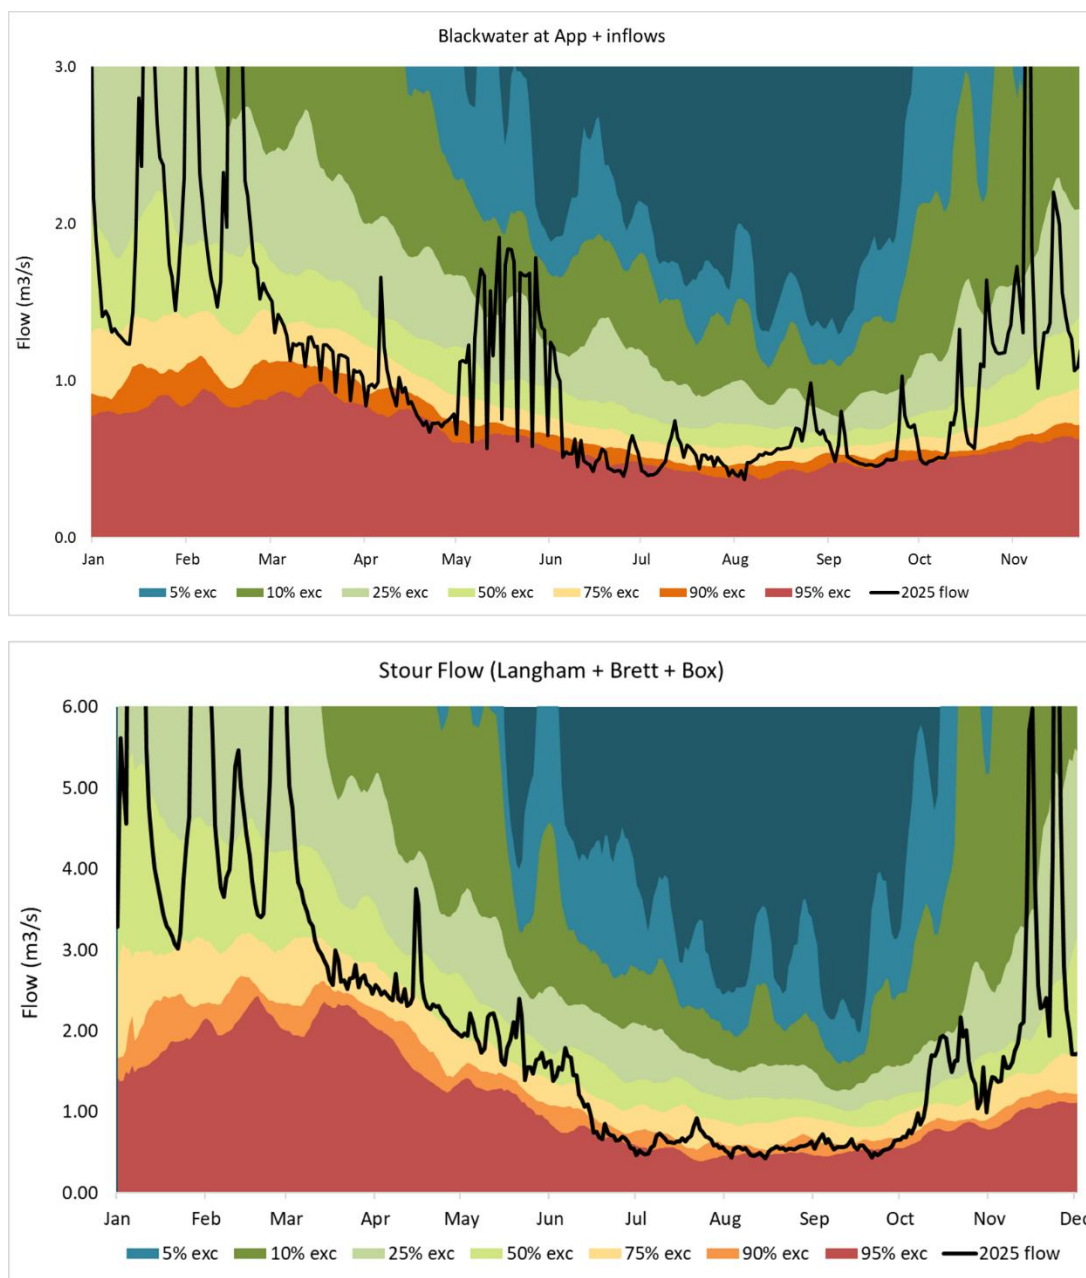 Blackwater at App + inflows
3.0
2.0
1.0
0.0
Flow (m3/s)
Jan Feb Mar Apr May Jun Jul Aug Sep Oct Nov
5% exc 10% exc 25% exc 50% exc 75% exc 90% exc 95% exc 2025 flow
Stour Flow (Langham + Brett + Box)
6.00
5.00
4.00
3.00
2.00
1.00
0.00
Flow (m3/s)
Jan Feb Mar Apr May Jun Jul Aug Sep Oct Nov Dec
5% exc 10% exc 25% exc 50% exc 75% exc 90% exc 95% exc 2025 flow